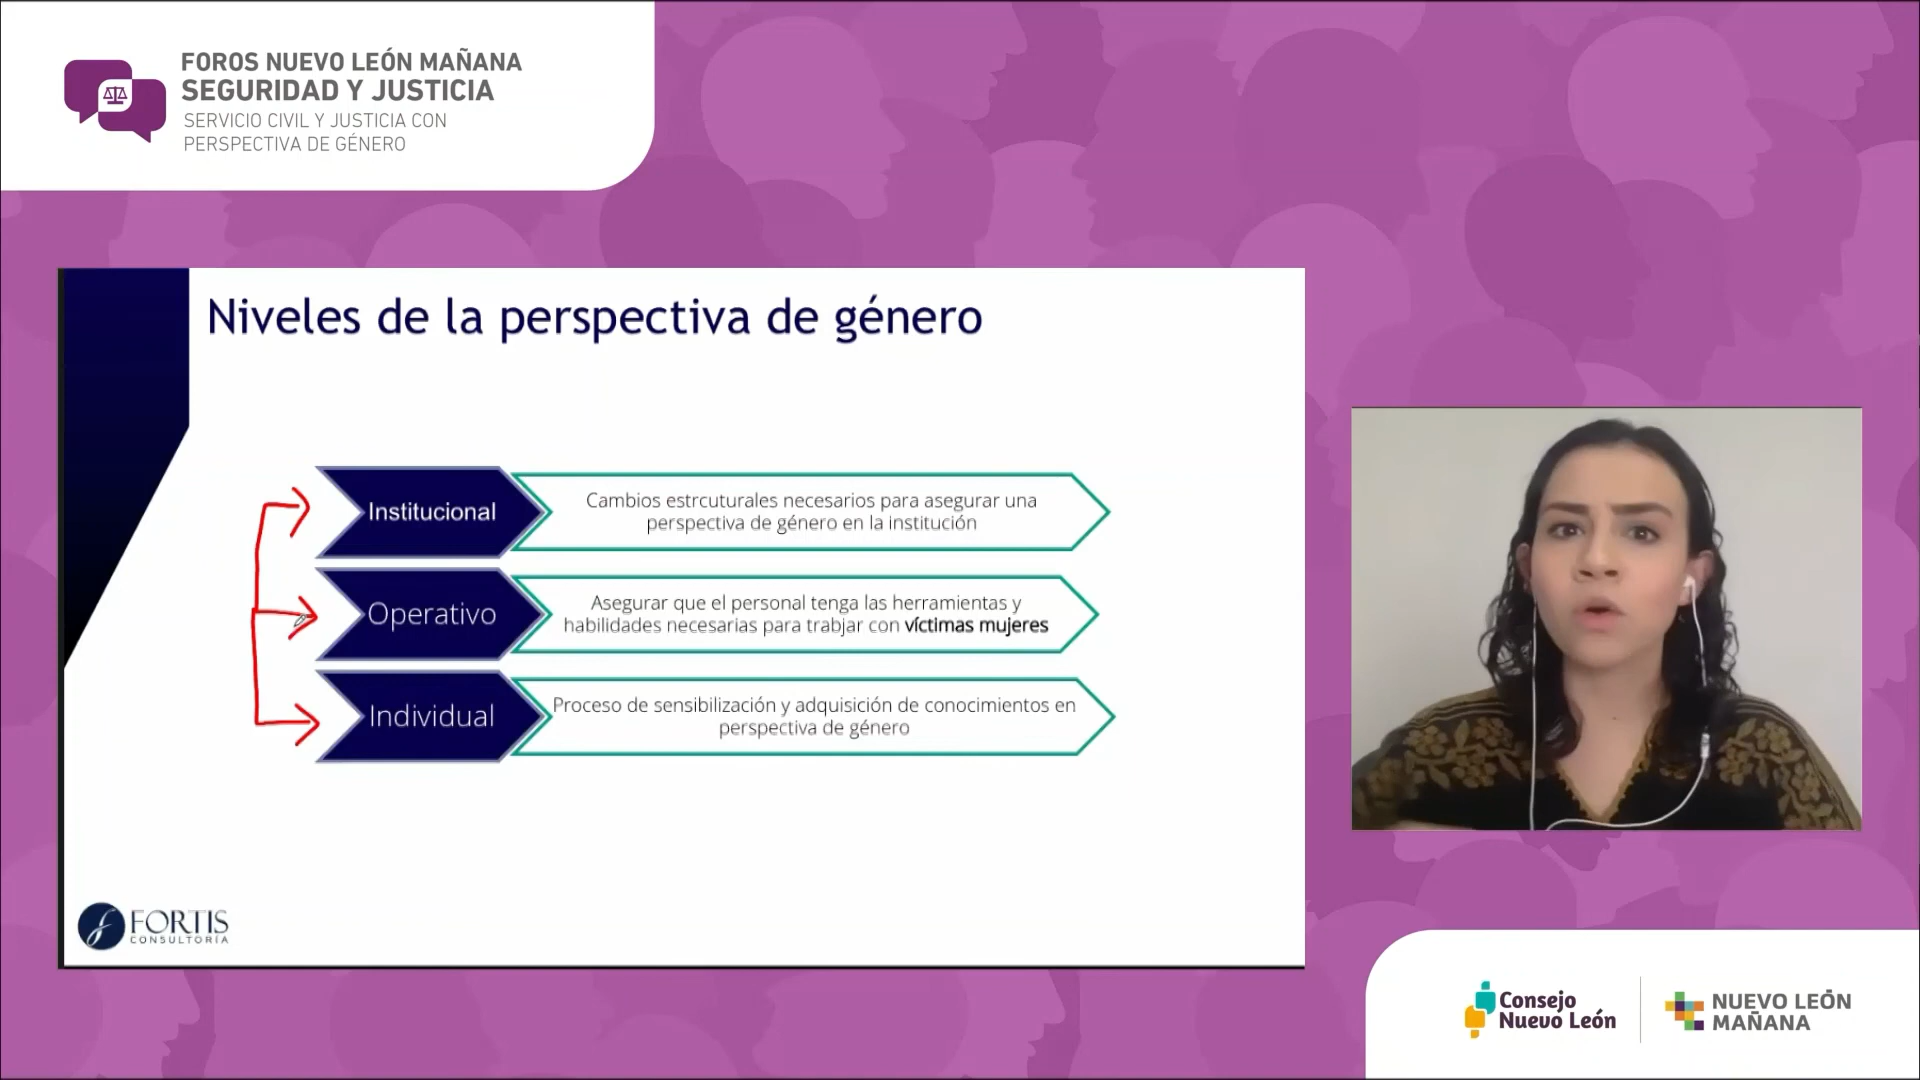 FOROS NUEVO LEÓN MAÑANA
SEGURIDAD Y JUSTICIA
SERVICIO CIVIL Y JUSTICIA CON
PERSPECTIVA DE GÉNERO
Niveles de la perspectiva de género
Institucional
Cambios estrcuturales necesarios para asegurar una
perspectiva de género en la institución
Operativo
Asegurar que el personal tenga las herramientas y
habilidades necesarias para trabjar con víctimas mujeres
Individual
Proceso de sensibilización y adquisición de conocimientos en
perspectiva de género
FORTIS
CONSULTORÍA
Consejo
Nuevo León
NUEVO LEÓN
MAÑANA